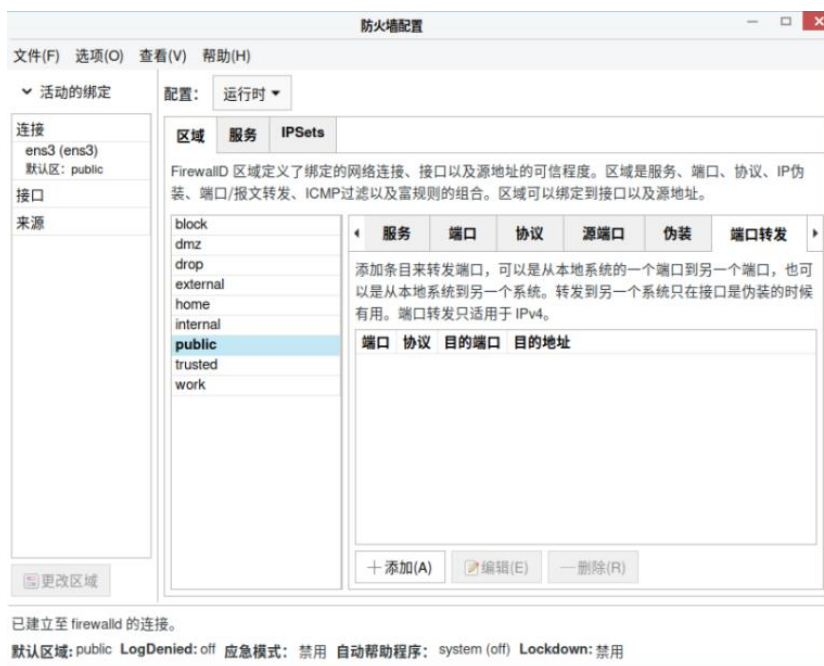 防火墙配置
文件(F) 选项(O) 查看(V) 帮助(H)
活动的绑定
连接
ens3 (ens3)
默认区：public
接口
来源
更改区域
配置： 运行时
区域 服务 IPSets
FirewallD 区域定义了绑定的网络连接、接口以及源地址的可信程度。区域是服务、端口、协议、IP伪
装、端口/报文转发、ICMP过滤以及富规则的组合。区域可以绑定到接口以及源地址。
block
dmz
drop
external
home
internal
public
trusted
work
服务 端口 协议 源端口 伪装 端口转发
添加条目来转发端口，可以是从本地系统的一个端口到另一个端口，也可
以是从本地系统到另一个系统。转发到另一个系统只在接口是伪装的时候
有用。端口转发只适用于 IPv4。
端口 协议 目的端口 目的地址
添加(A) 编辑(E) 删除(R)
已建立至 firewalld 的连接。
默认区域: public LogDenied: off 应急模式： 禁用 自动帮助程序： system (off) Lockdown: 禁用